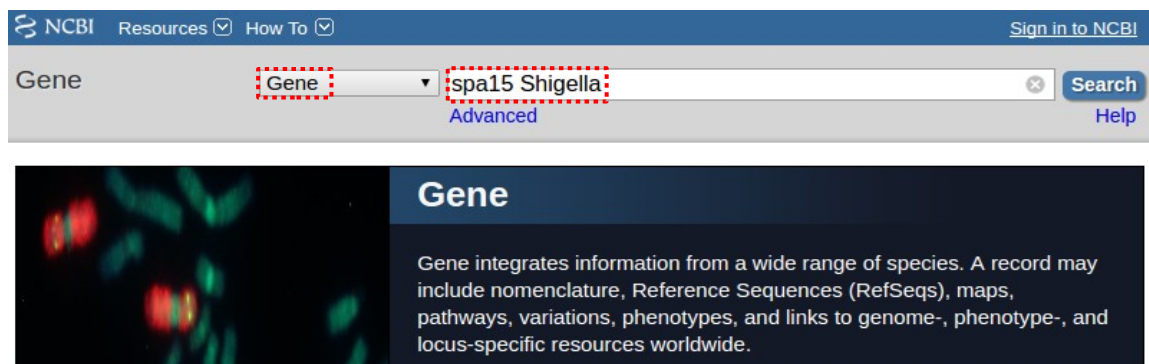 NCBI Resources How To Sign in to NCBI
Gene Gene spa15 Shigella Search
Advanced Help
Gene
Gene integrates information from a wide range of species. A record may
include nomenclature, Reference Sequences (RefSeqs), maps,
pathways, variations, phenotypes, and links to genome-, phenotype-, and
locus-specific resources worldwide.